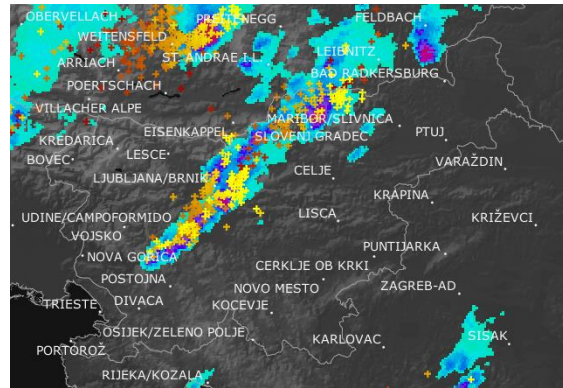 OBERVELLACH
PREITENEGG
FELDBACH
WEITENSFELD
ST. ANDRAE I.L.
LEIBNITZ
ARRIACH
BAD RADKERSBURG
POERTSCHACH
VILLACHER ALPE
MARIBOR/SLIVNICA
EISENKAPPEL
SLOVENJ GRADEC
PTUJ
KREDARICA
BOVEC
LESCE
VARAŽDIN
CELJE
LJUBLJANA/BRNIK
KRAPINA
UDINE/CAMPOFORMIDO
LISCA
KRIŽEVCI
VOJSKO
NOVA GORICA
PUNTIJARKA
CERKLJE OB KRKI
POSTOJNA
NOVO MESTO
ZAGREB-AD
TRIESTE
DIVACA
KOCEVJE
OSIJEK/ZELENO POLJE
KARLOVAC
SISAK
PORTOROŽ
RIJEKA/KOZALA